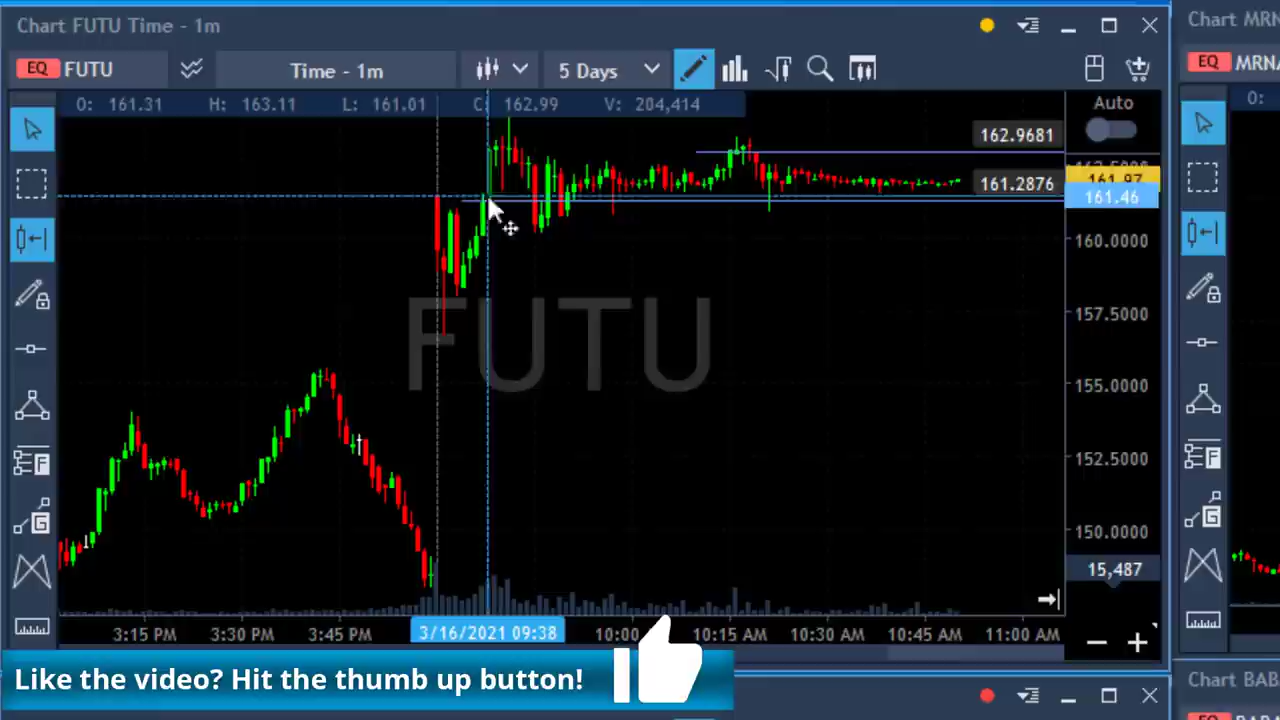 Chart FUTU Time - 1m
Chart MRN
EQ FUTU Time - 1m 5 Days
EQ MRNA
O: 161.31 H: 163.11 L: 161.01 C: 162.99 V: 204,414
Auto
O:
162.9681
161.97
161.2876
161.46
160.0000
FUTU
157.5000
155.0000
152.5000
150.0000
15,487
3:15 PM 3:30 PM 3:45 PM 3/16/2021 09:38 10:00 10:15 AM 10:30 AM 10:45 AM 11:00 AM
F
G
F
G
Like the video? Hit the thumb up button!
Chart BAB